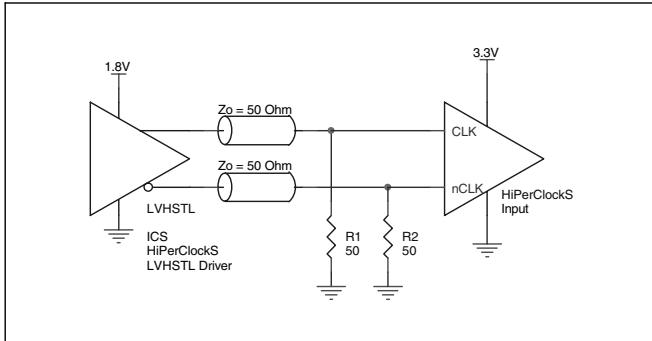 1.8V
3.3V
Zo = 50 Ohm
CLK
Zo = 50 Ohm
nCLK
HiPerClockS
Input
LVHSTL
ICS
HiPerClockS
LVHSTL Driver
R1
50
R2
50